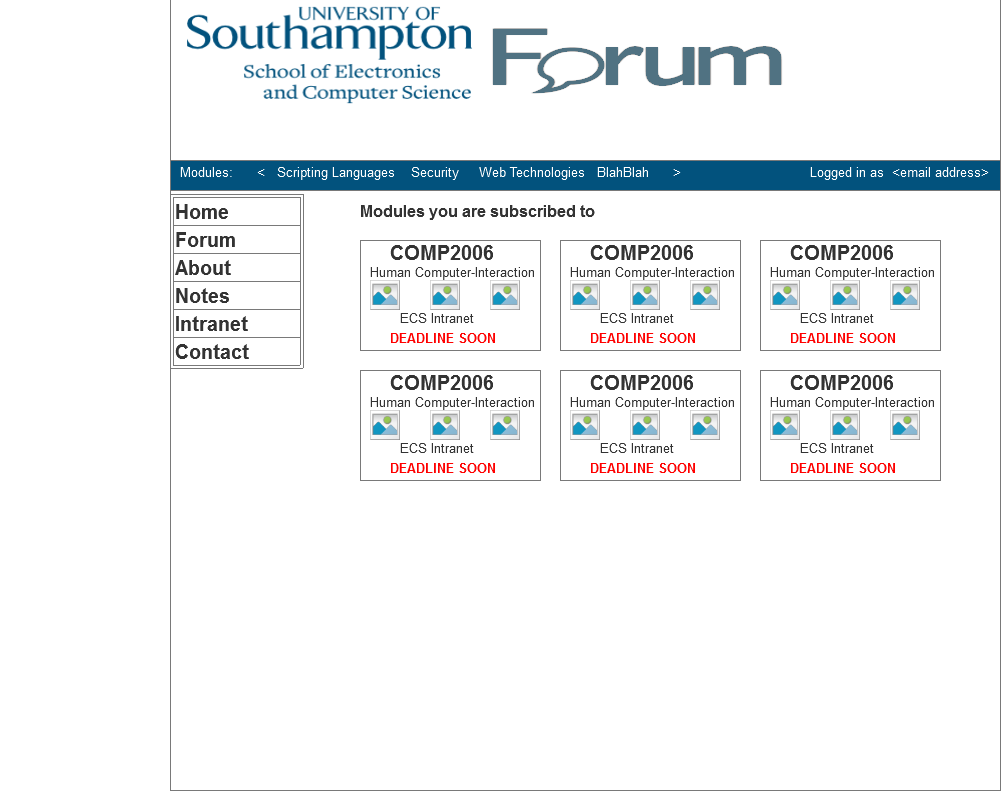 UNIVERSITY OF
Southampton
School of Electronics
and Computer Science
Forum
Modules: < Scripting Languages Security Web Technologies BlahBlah > Logged in as <email address>
Home
Forum
About
Notes
Intranet
Contact
Modules you are subscribed to
COMP2006
Human Computer-Interaction
ECS Intranet
DEADLINE SOON
COMP2006
Human Computer-Interaction
ECS Intranet
DEADLINE SOON
COMP2006
Human Computer-Interaction
ECS Intranet
DEADLINE SOON
COMP2006
Human Computer-Interaction
ECS Intranet
DEADLINE SOON
COMP2006
Human Computer-Interaction
ECS Intranet
DEADLINE SOON
COMP2006
Human Computer-Interaction
ECS Intranet
DEADLINE SOON